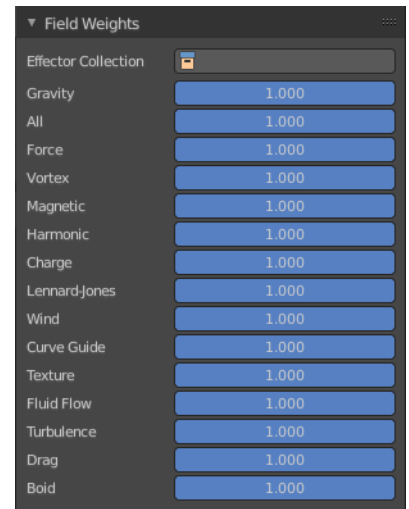 Field Weights
Effector Collection
Gravity 1.000
All 1.000
Force 1.000
Vortex 1.000
Magnetic 1.000
Harmonic 1.000
Charge 1.000
Lennard-Jones 1.000
Wind 1.000
Curve Guide 1.000
Texture 1.000
Fluid Flow 1.000
Turbulence 1.000
Drag 1.000
Boid 1.000